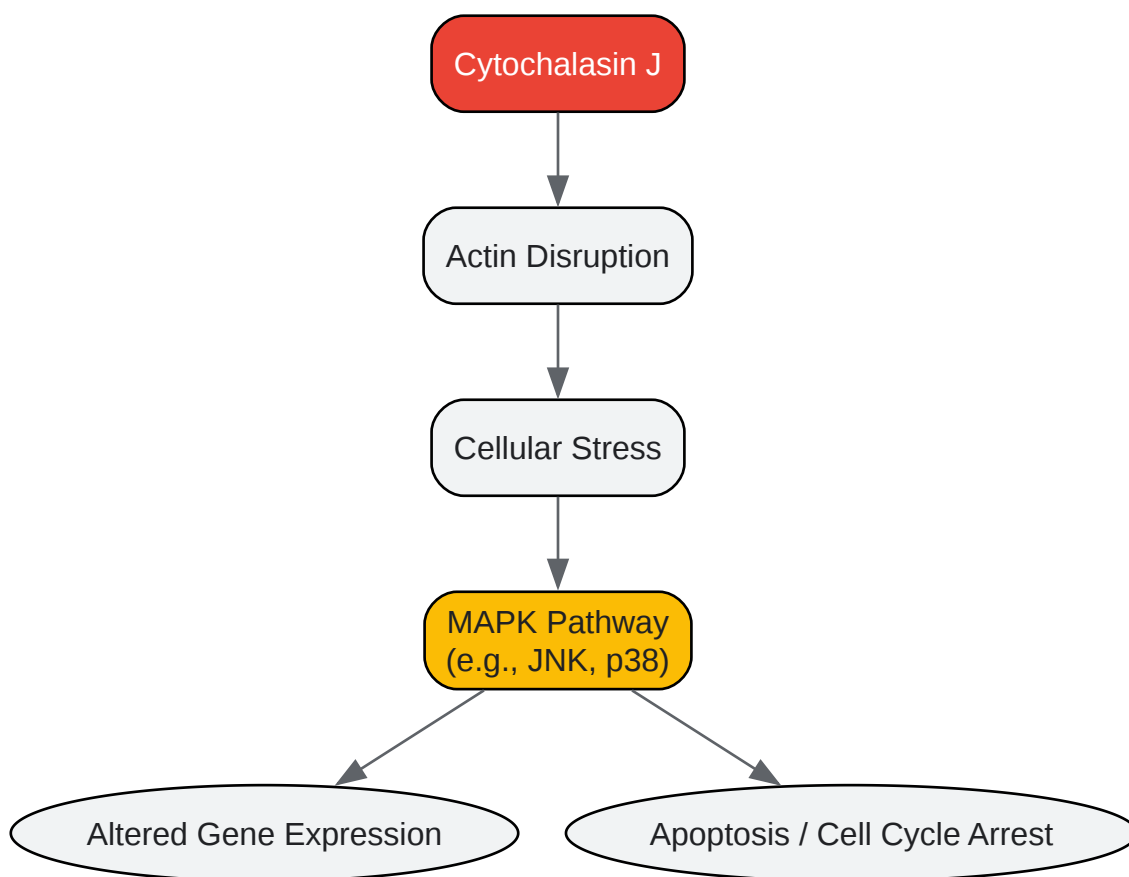 Cytochalasin J
Actin Disruption
Cellular Stress
MAPK Pathway
(e.g., JNK, p38)
Altered Gene Expression
Apoptosis / Cell Cycle Arrest